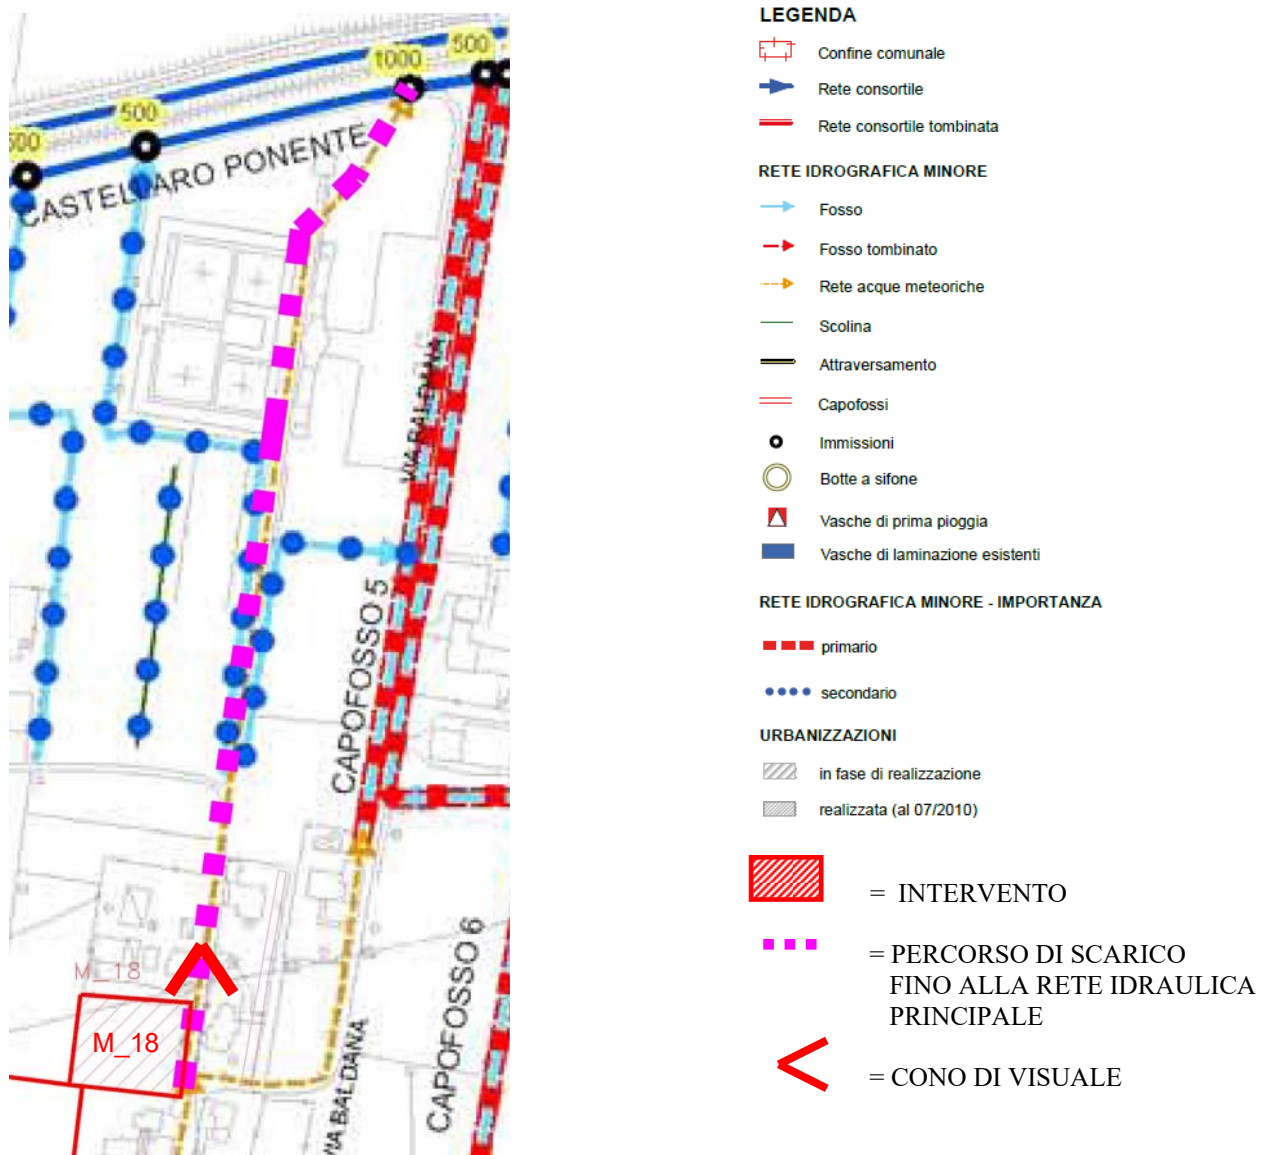 500
1000
500
500
CASTELLARO PONENTE
VIA BALDANA
CAPOFOSSO 5
M_18
M_18
CAPOFOSSO 6
VIA BALDANA
LEGENDA
Confine comunale
Rete consortile
Rete consortile tombinata
RETE IDROGRAFICA MINORE
Fosso
Fosso tombinato
Rete acque meteoriche
Scolina
Attraversamento
Capofossi
Immissioni
Botte a sifone
Vasche di prima pioggia
Vasche di laminazione esistenti
RETE IDROGRAFICA MINORE - IMPORTANZA
primario
secondario
URBANIZZAZIONI
in fase di realizzazione
realizzata (al 07/2010)
= INTERVENTO
= PERCORSO DI SCARICO
FINO ALLA RETE IDRAULICA
PRINCIPALE
= CONO DI VISUALE